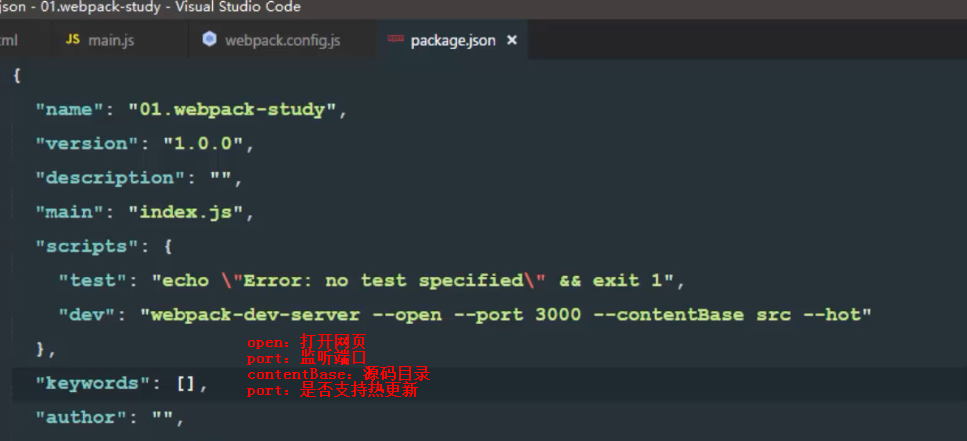 json - 01.webpack-study - Visual Studio Code
ml JS main.js webpack.config.js package.json ×
{
"name": "01.webpack-study",
"version": "1.0.0",
"description": "",
"main": "index.js",
"scripts": {
"test": "echo \"Error: no test specified\" && exit 1",
"dev": "webpack-dev-server --open --port 3000 --contentBase src --hot"
},
open：打开网页
port：监听端口
contentBase：源码目录
port：是否支持热更新
"keywords": [],
"author": "",